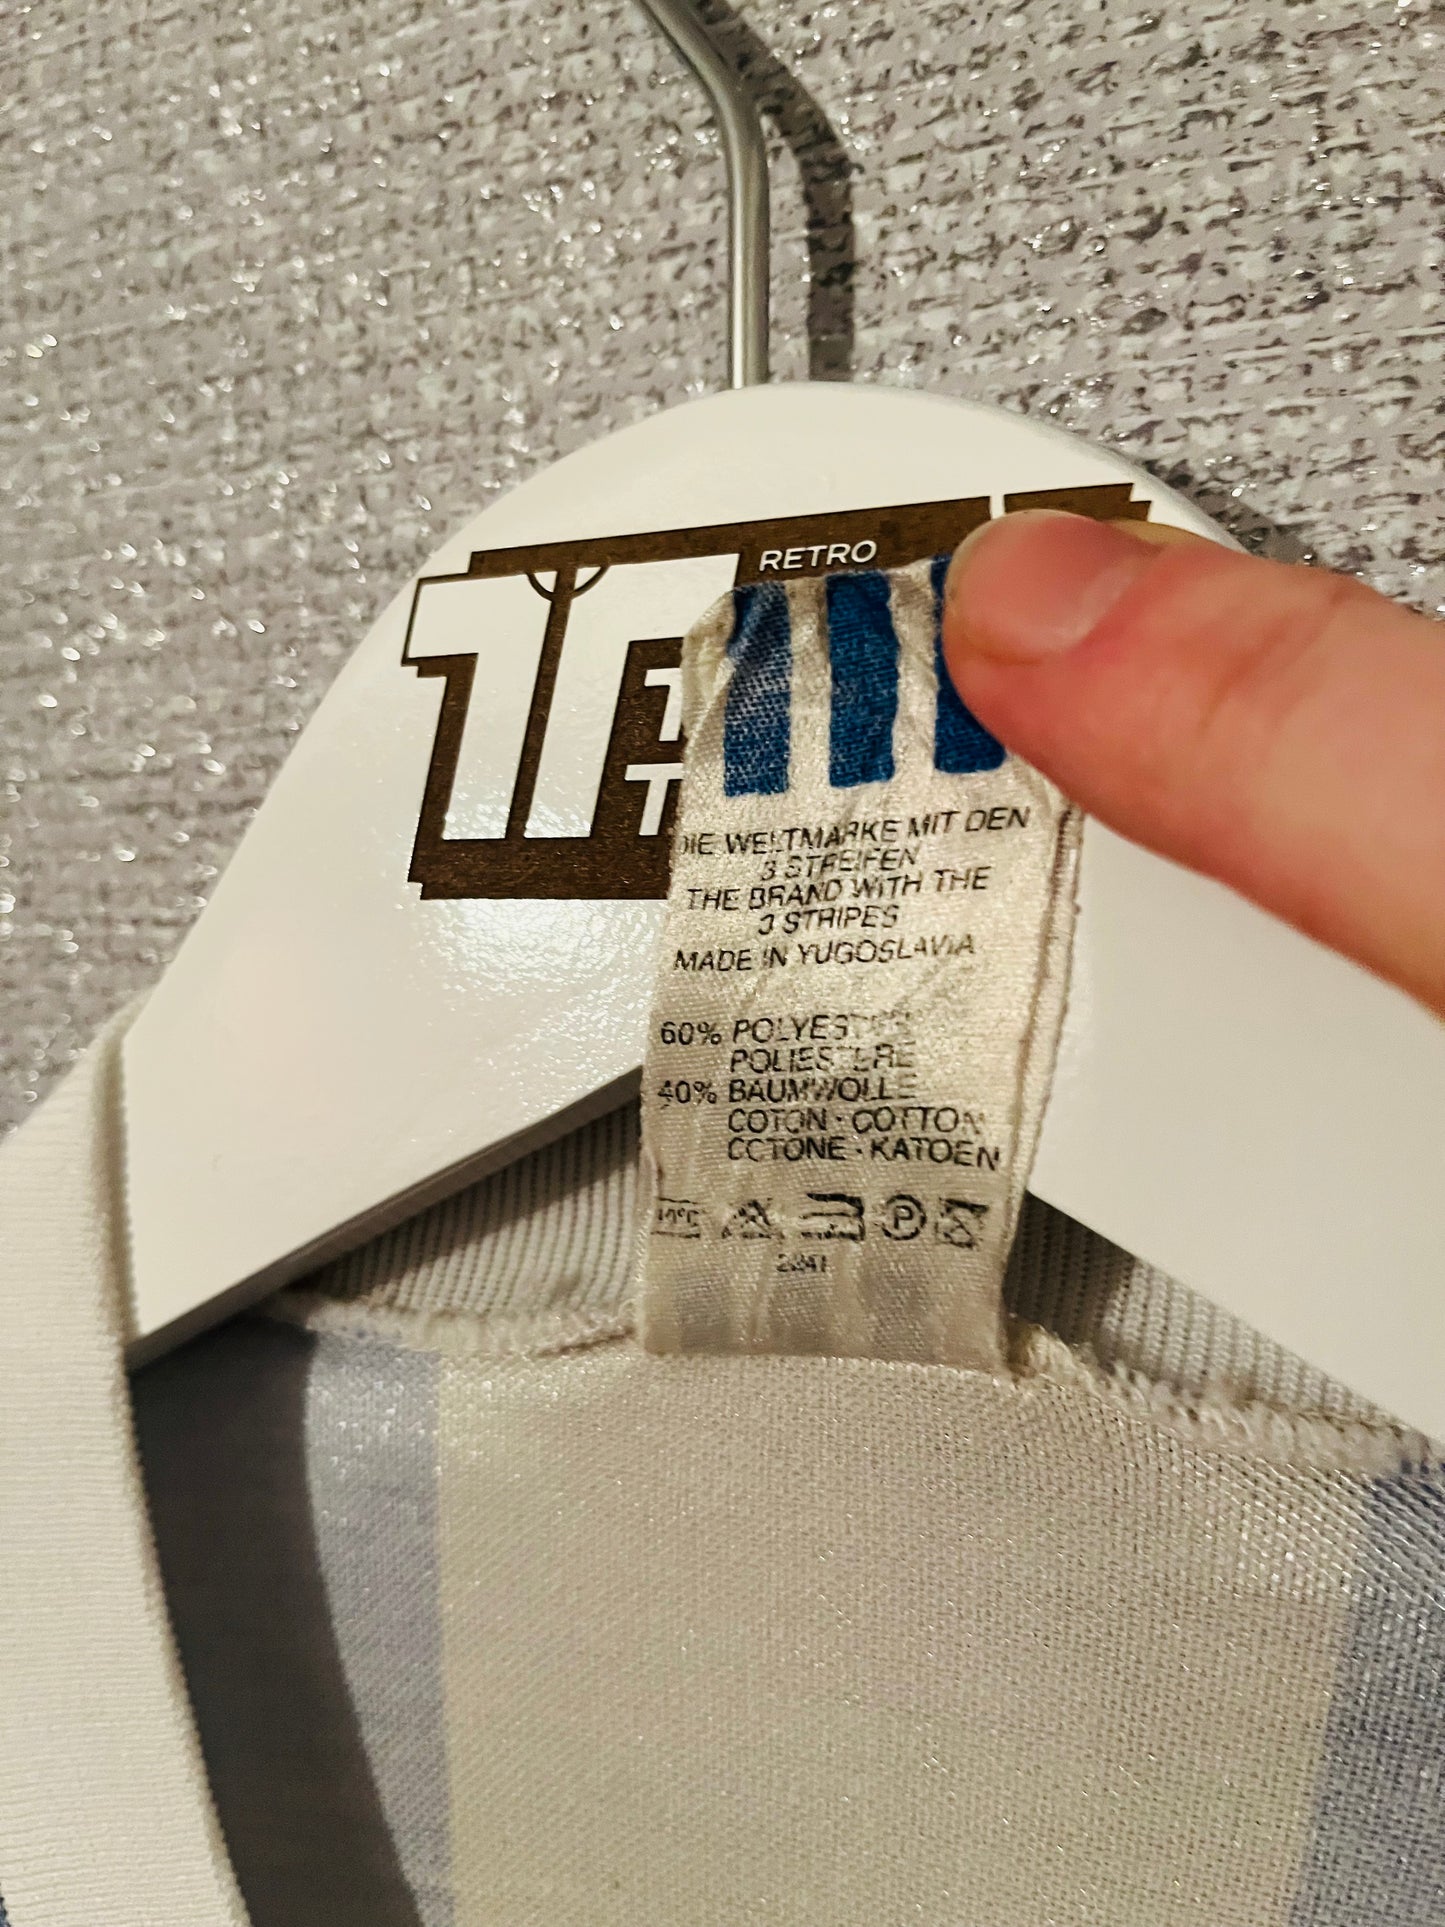 RETRO
DIE WELTMARKE MIT DEN
3 STREIFEN
THE BRAND WITH THE
3 STRIPES
MADE IN YUGOSLAVIA
60% POLYESTER
POLIESTERE
40% BAUMWOLLE
COTON · COTTON
COTONE · KATOEN
P